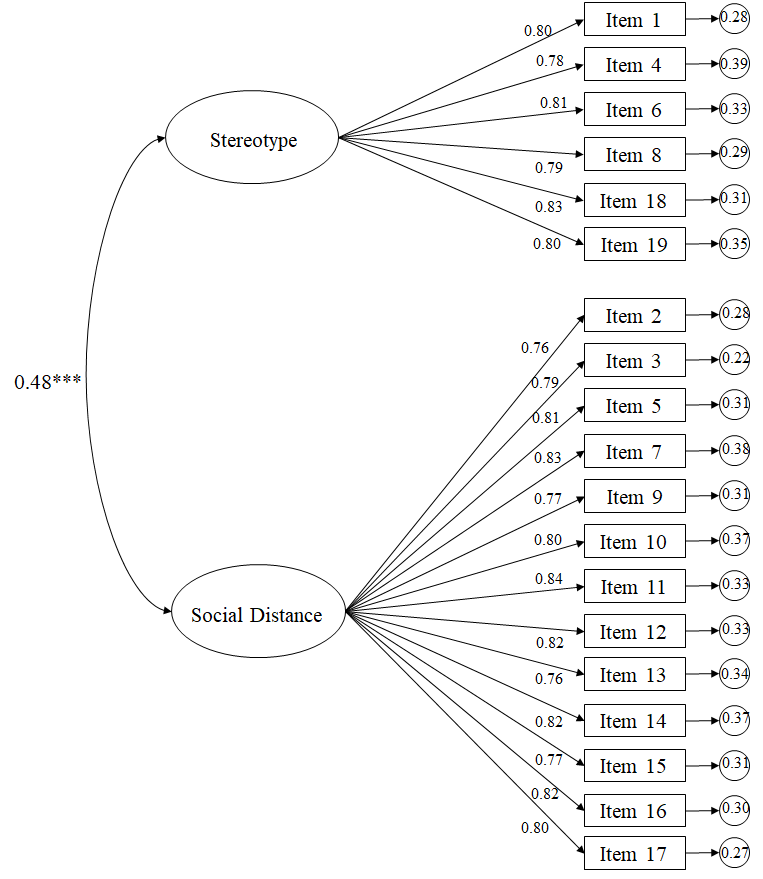 0.80 Item 1 0.28
0.78 Item 4 0.39
0.81 Item 6 0.33
Stereotype
0.79 Item 8 0.29
0.83 Item 18 0.31
0.80 Item 19 0.35
0.48***
0.76 Item 2 0.28
0.79 Item 3 0.22
0.81 Item 5 0.31
0.83 Item 7 0.38
0.77 Item 9 0.31
0.80 Item 10 0.37
0.84 Item 11 0.33
Social Distance
0.82 Item 12 0.33
0.76 Item 13 0.34
0.82 Item 14 0.37
0.77 Item 15 0.31
0.82 Item 16 0.30
0.80 Item 17 0.27